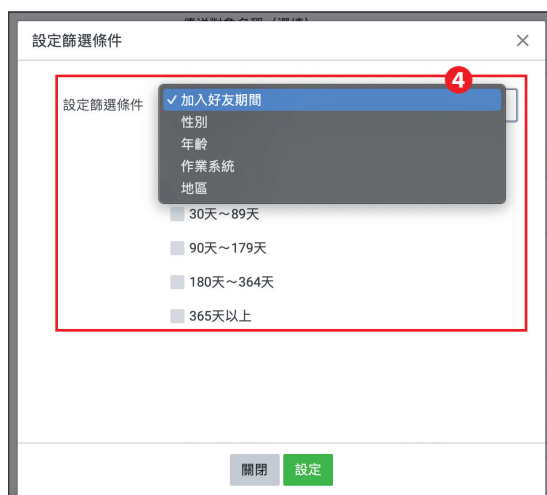 設定篩選條件
×
4
設定篩選條件
✓ 加入好友期間
性別
年齡
作業系統
地區
30天～89天
90天～179天
180天～364天
365天以上
關閉
設定